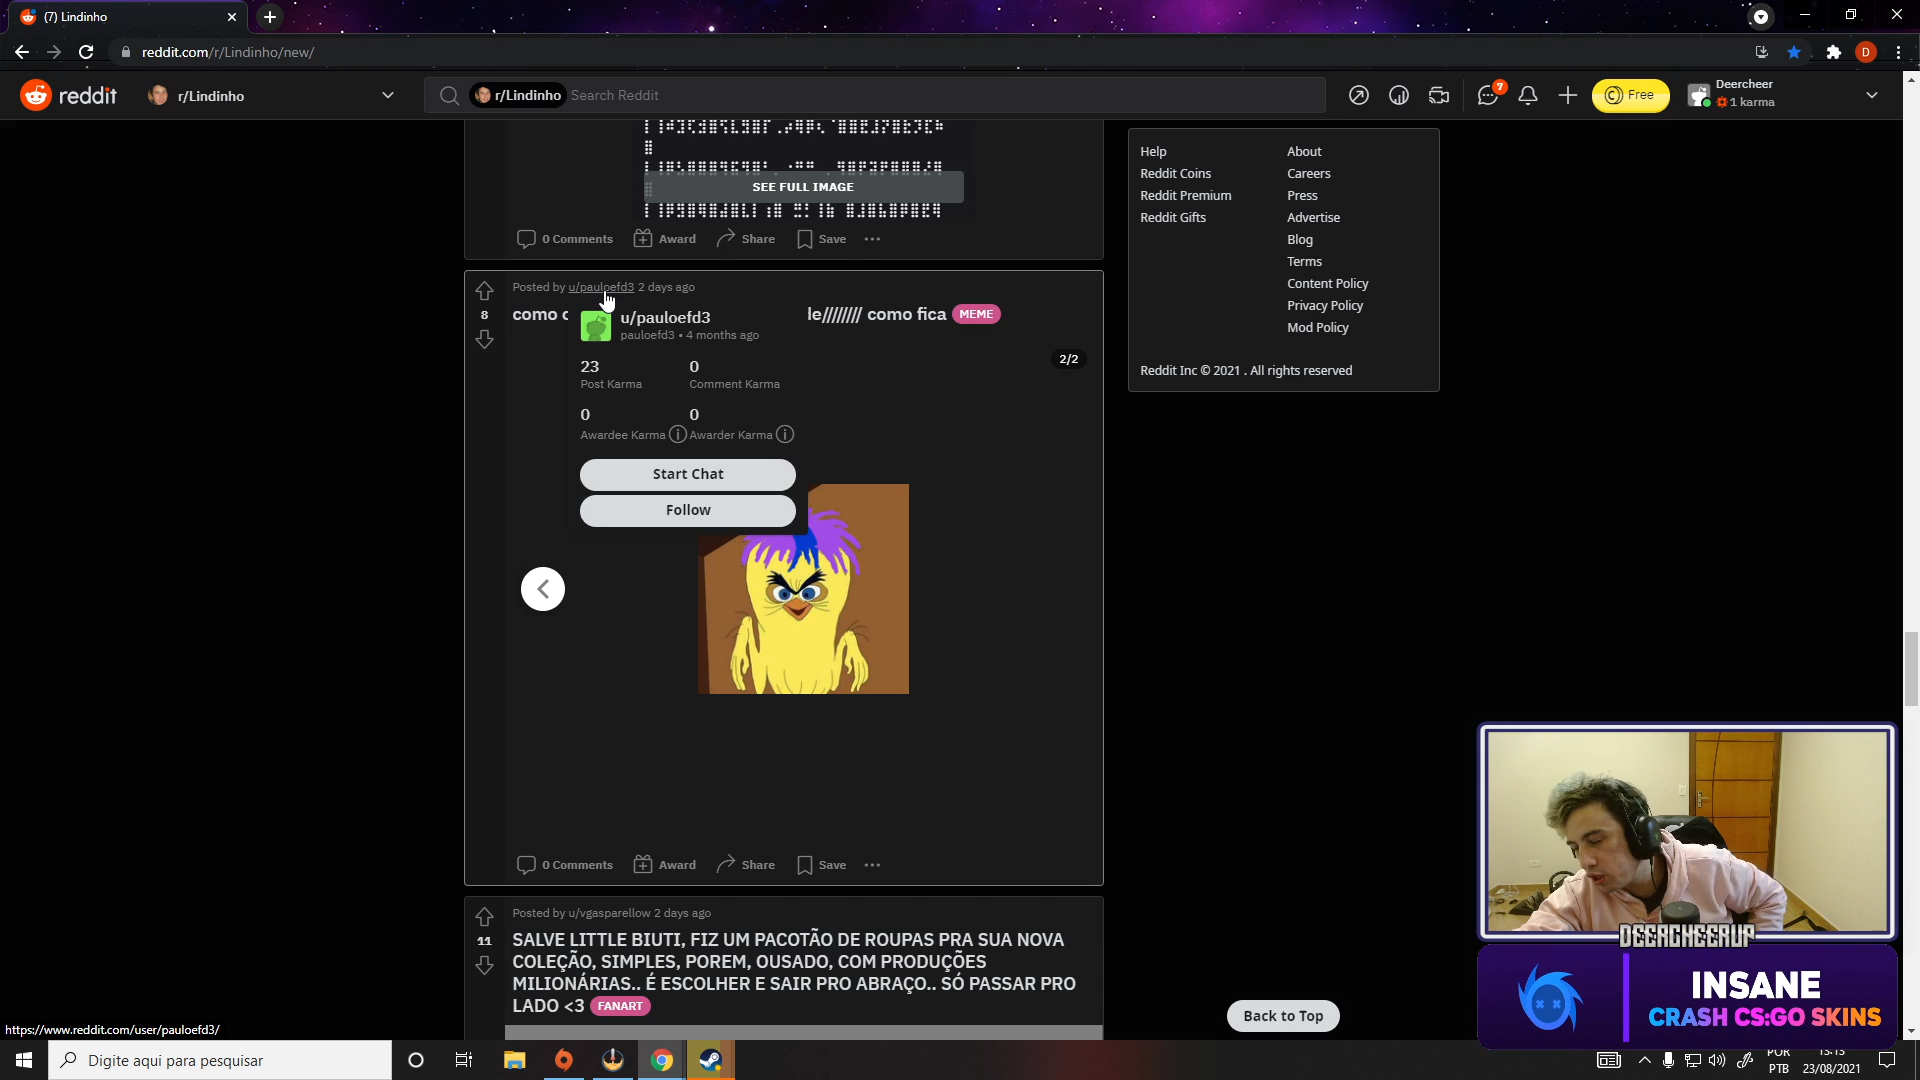 (7) Lindinho
reddit.com/r/Lindinho/new/
reddit
r/Lindinho
r/Lindinho Search Reddit
7
Free
Deercheer
1 karma
SEE FULL IMAGE
0 Comments Award Share Save
Help About
Reddit Coins Careers
Reddit Premium Press
Reddit Gifts Advertise
Blog
Terms
Content Policy
Privacy Policy
Mod Policy
Reddit Inc © 2021 . All rights reserved
Posted by u/pauloefd3 2 days ago
8
como le//////// como fica MEME
u/pauloefd3
pauloefd3 • 4 months ago
2/2
23 0
Post Karma Comment Karma
0 0
Awardee Karma Awarder Karma
Start Chat
Follow
0 Comments Award Share Save
Posted by u/vgasparellow 2 days ago
11
SALVE LITTLE BIUTI, FIZ UM PACOTÃO DE ROUPAS PRA SUA NOVA
COLEÇÃO, SIMPLES, POREM, OUSADO, COM PRODUÇÕES
MILIONÁRIAS.. É ESCOLHER E SAIR PRO ABRAÇO.. SÓ PASSAR PRO
LADO <3 FANART
Back to Top
DEERCHEERUP
INSANE
CRASH CS:GO SKINS
https://www.reddit.com/user/pauloefd3/
Digite aqui para pesquisar
POR
PTB
13:13
23/08/2021